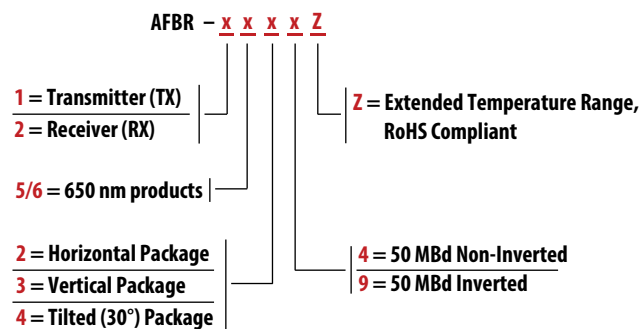 AFBR – x x x x Z
1 = Transmitter (TX)
2 = Receiver (RX)
Z = Extended Temperature Range,
RoHS Compliant
5/6 = 650 nm products
2 = Horizontal Package
3 = Vertical Package
4 = Tilted (30°) Package
4 = 50 MBd Non-Inverted
9 = 50 MBd Inverted